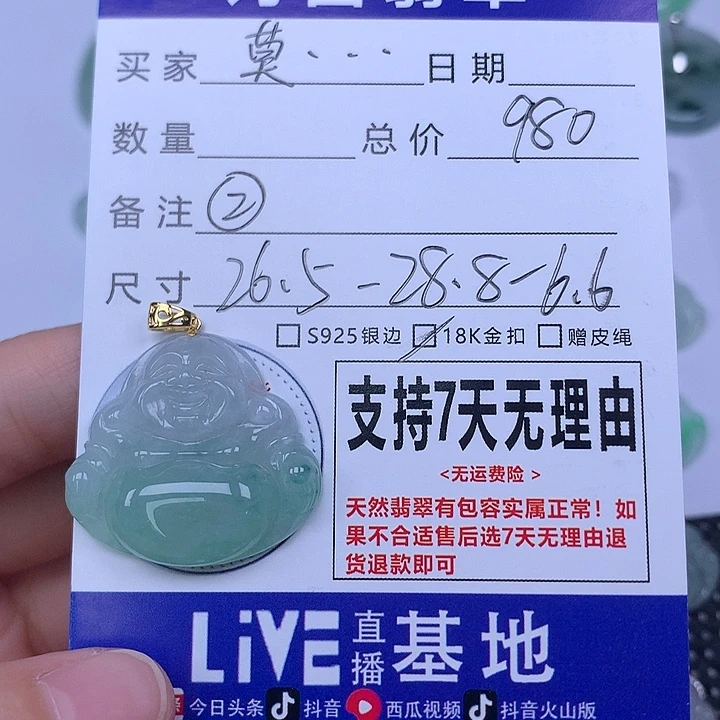 买家 莫... 日期
数量 总价 980
备注 ②
尺寸 26.5-28.8-6.6
S925银边 18K金扣 赠皮绳
支持7天无理由
<无运费险>
天然翡翠有包容实属正常！如
果不合适售后选7天无理由退
货退款即可
LiVE 直播 基地
今日头条 抖音 西瓜视频 抖音火山版